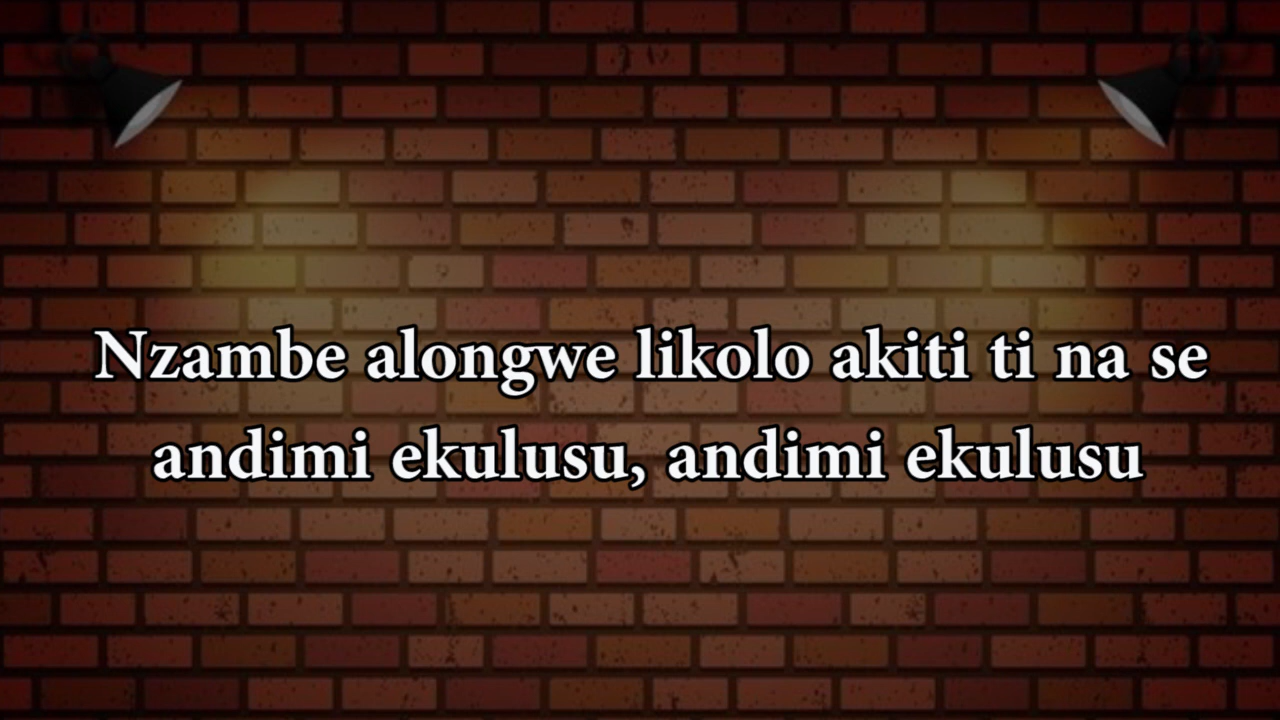 Nzambe alongwe likolo akiti ti na se
andimi ekulusu, andimi ekulusu